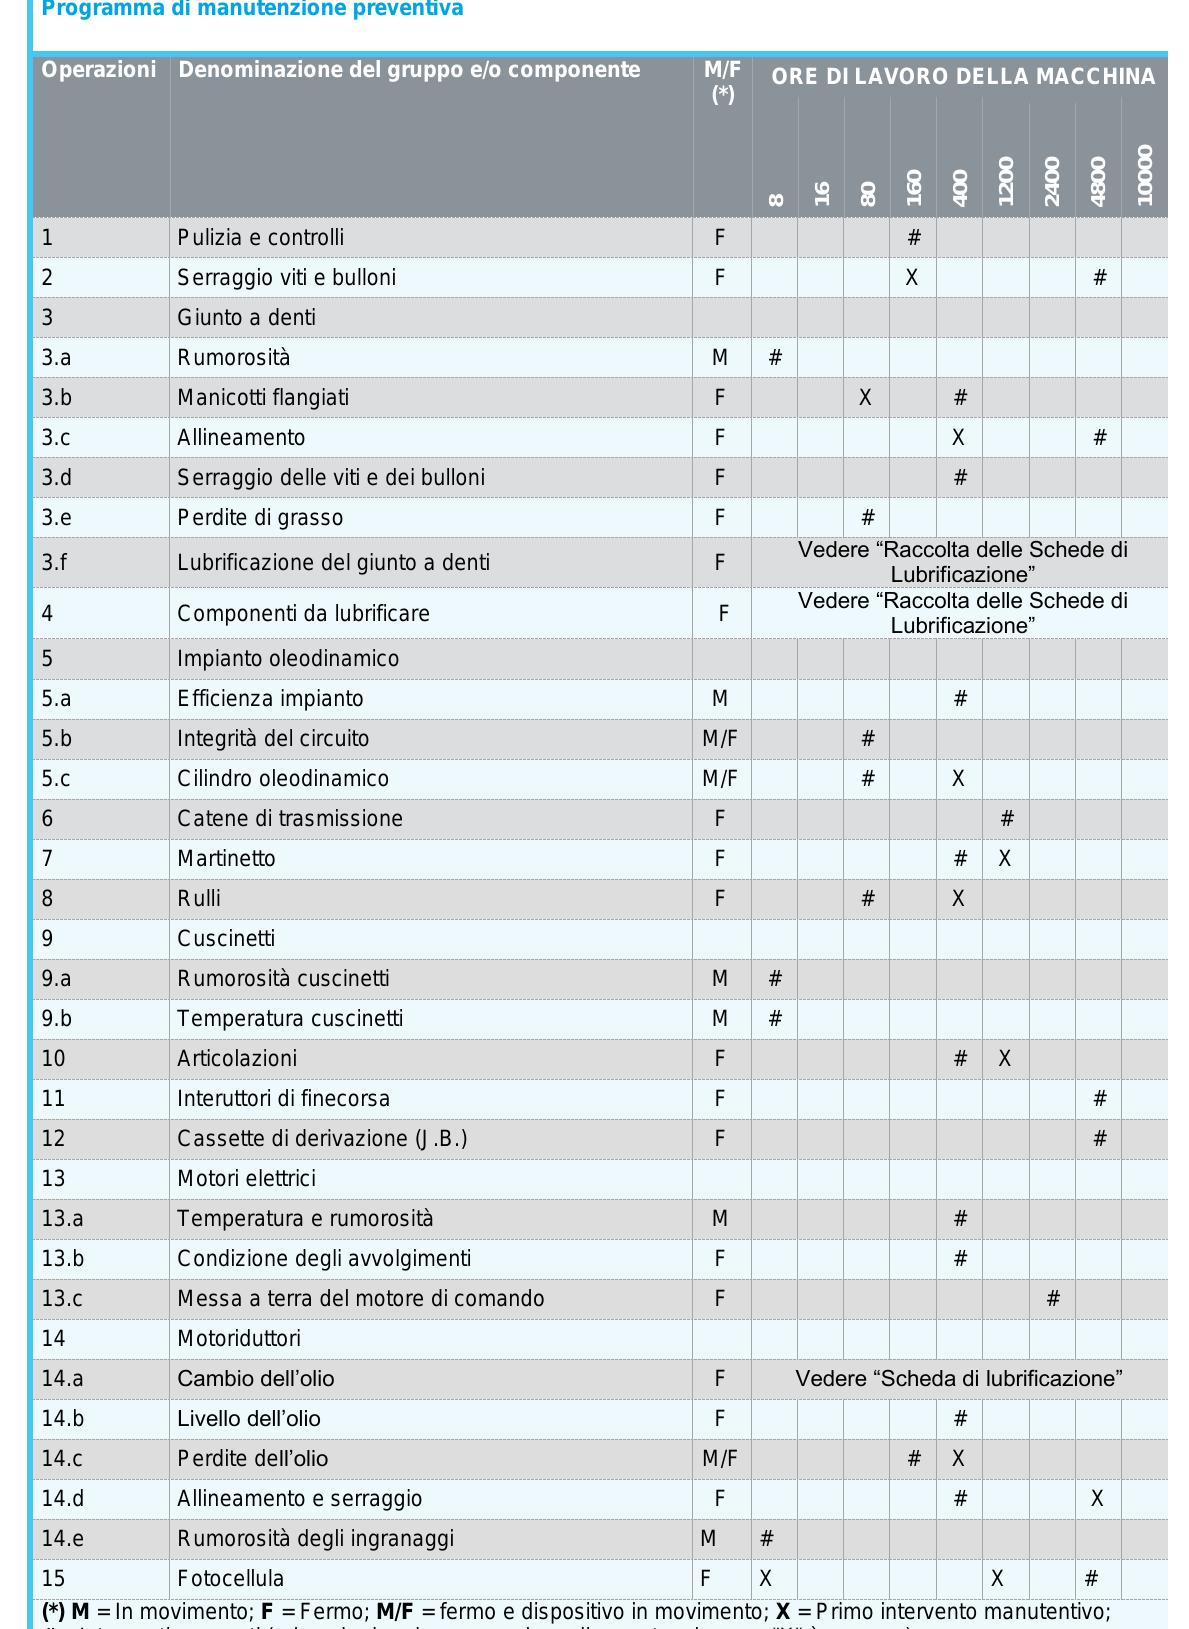 Programma di manutenzione preventiva
Operazioni Denominazione del gruppo e/o componente M/F (*) ORE DI LAVORO DELLA MACCHINA
8 16 80 160 400 1200 2400 4800 10000
1 Pulizia e controlli F #
2 Serraggio viti e bulloni F X #
3 Giunto a denti
3.a Rumorosità M #
3.b Manicotti flangiati F X #
3.c Allineamento F X #
3.d Serraggio delle viti e dei bulloni F #
3.e Perdite di grasso F #
3.f Lubrificazione del giunto a denti F Vedere “Raccolta delle Schede di
Lubrificazione”
4 Componenti da lubrificare F Vedere “Raccolta delle Schede di
Lubrificazione”
5 Impianto oleodinamico
5.a Efficienza impianto M #
5.b Integrità del circuito M/F #
5.c Cilindro oleodinamico M/F # X
6 Catene di trasmissione F #
7 Martinetto F # X
8 Rulli F # X
9 Cuscinetti
9.a Rumorosità cuscinetti M #
9.b Temperatura cuscinetti M #
10 Articolazioni F # X
11 Interuttori di finecorsa F #
12 Cassette di derivazione (J.B.) F #
13 Motori elettrici
13.a Temperatura e rumorosità M #
13.b Condizione degli avvolgimenti F #
13.c Messa a terra del motore di comando F #
14 Motoriduttori
14.a Cambio dell’olio F Vedere “Scheda di lubrificazione”
14.b Livello dell’olio F #
14.c Perdite dell’olio M/F # X
14.d Allineamento e serraggio F # X
14.e Rumorosità degli ingranaggi M #
15 Fotocellula F X X #
(*) M = In movimento; F = Fermo; M/F = fermo e dispositivo in movimento; X = Primo intervento manutentivo;